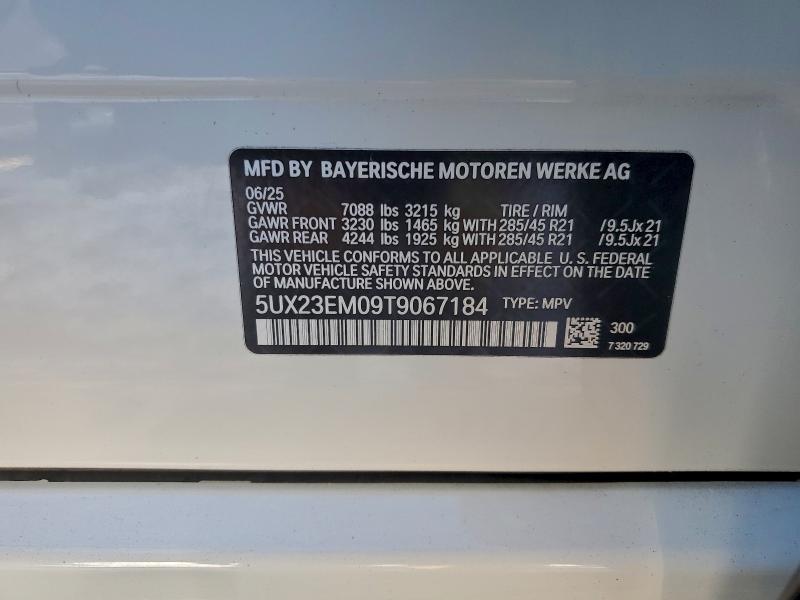 MFD BY BAYERISCHE MOTOREN WERKE AG
06/25
GVWR 7088 lbs 3215 kg TIRE / RIM
GAWR FRONT 3230 lbs 1465 kg WITH 285/45 R21 /9.5Jx21
GAWR REAR 4244 lbs 1925 kg WITH 285/45 R21 /9.5Jx21
THIS VEHICLE CONFORMS TO ALL APPLICABLE U. S. FEDERAL
MOTOR VEHICLE SAFETY STANDARDS IN EFFECT ON THE DATE
OF MANUFACTURE SHOWN ABOVE.
5UX23EM09T9067184 TYPE: MPV
300
7 320 729